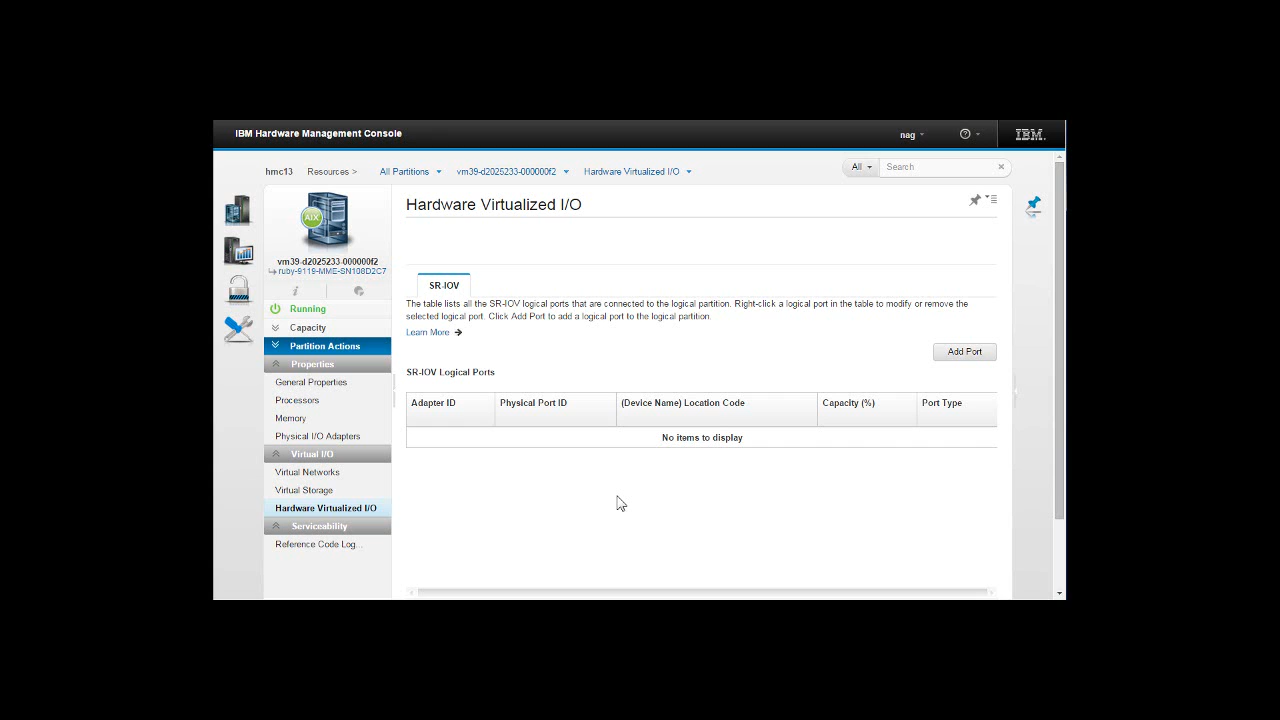 IBM Hardware Management Console
nag
IBM
hmc13 Resources > All Partitions vm39-d2025233-000000f2 Hardware Virtualized I/O
All Search
AIX
vm39-d2025233-000000f2
ruby-9119-MME-SN108D2C7
Running
Capacity
Partition Actions
Properties
General Properties
Processors
Memory
Physical I/O Adapters
Virtual I/O
Virtual Networks
Virtual Storage
Hardware Virtualized I/O
Serviceability
Reference Code Log...
Hardware Virtualized I/O
SR-IOV
The table lists all the SR-IOV logical ports that are connected to the logical partition. Right-click a logical port in the table to modify or remove the
selected logical port. Click Add Port to add a logical port to the logical partition.
Learn More
Add Port
SR-IOV Logical Ports
Adapter ID Physical Port ID (Device Name) Location Code Capacity (%) Port Type
No items to display